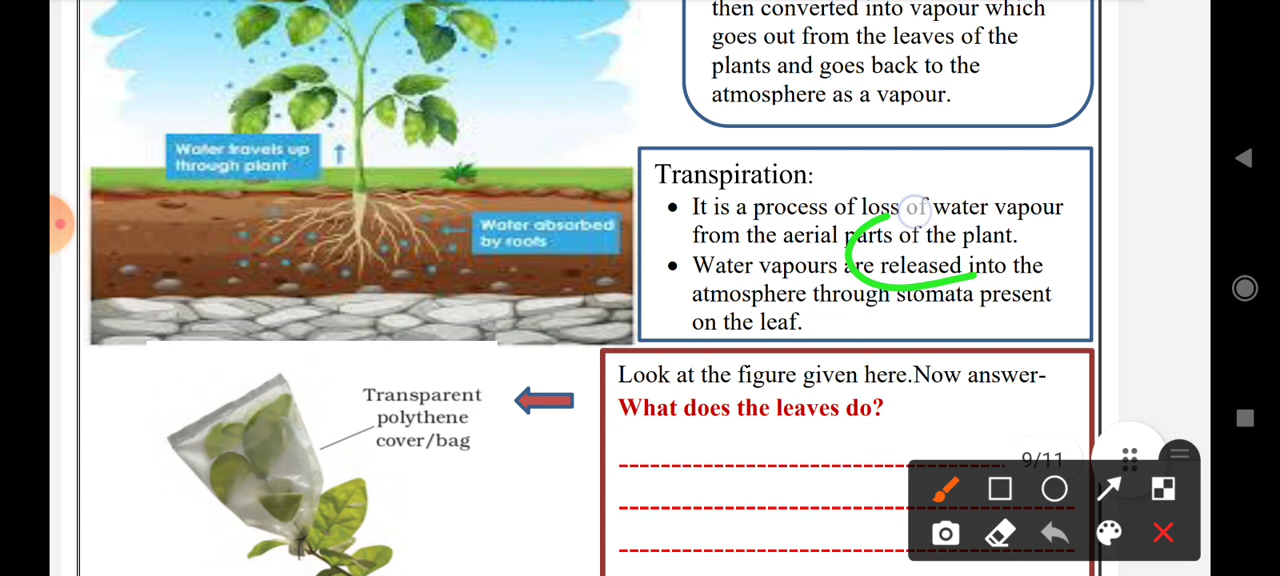 then converted into vapour which
goes out from the leaves of the
plants and goes back to the
atmosphere as a vapour.
Water travels up
through plant
Water absorbed
by roots
Transpiration:
• It is a process of loss of water vapour
from the aerial parts of the plant.
• Water vapours are released into the
atmosphere through stomata present
on the leaf.
Transparent
polythene
cover/bag
Look at the figure given here.Now answer-
What does the leaves do?
9/11